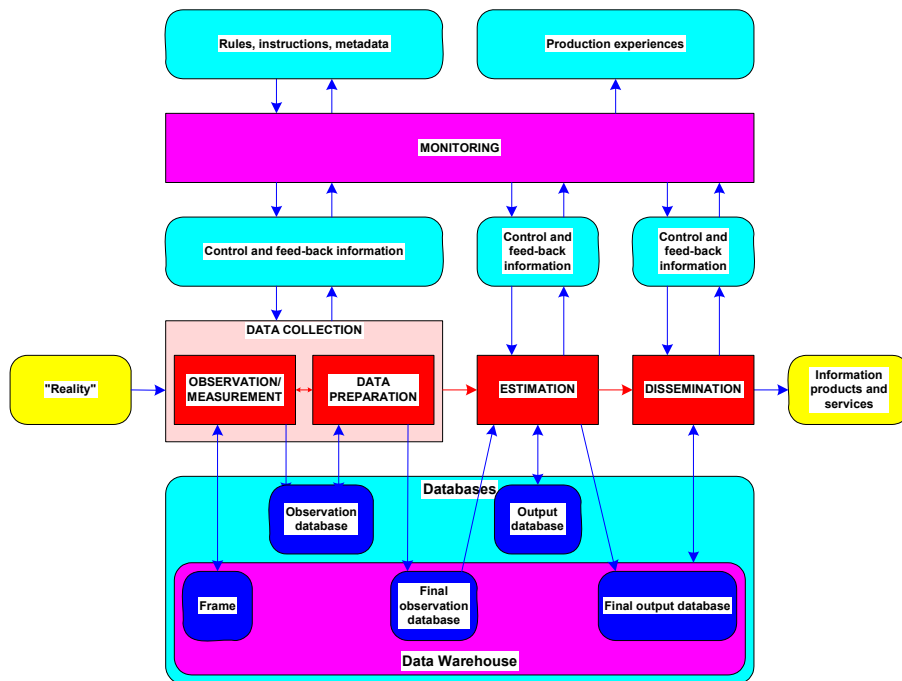 Rules, instructions, metadata
Production experiences
MONITORING
Control and feed-back information
Control and
feed-back
information
Control and
feed-back
information
DATA COLLECTION
"Reality"
OBSERVATION/
MEASUREMENT
DATA
PREPARATION
ESTIMATION
DISSEMINATION
Information
products and
services
Databases
Observation
database
Output
database
Frame
Final
observation
database
Final output database
Data Warehouse